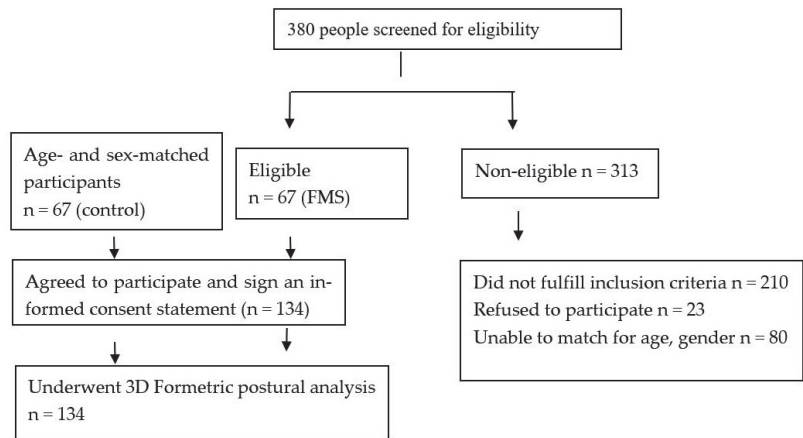 380 people screened for eligibility
Age- and sex-matched
participants
n = 67 (control)
Eligible
n = 67 (FMS)
Non-eligible n = 313
Agreed to participate and sign an in-
formed consent statement (n = 134)
Did not fulfill inclusion criteria n = 210
Refused to participate n = 23
Unable to match for age, gender n = 80
Underwent 3D Formetric postural analysis
n = 134